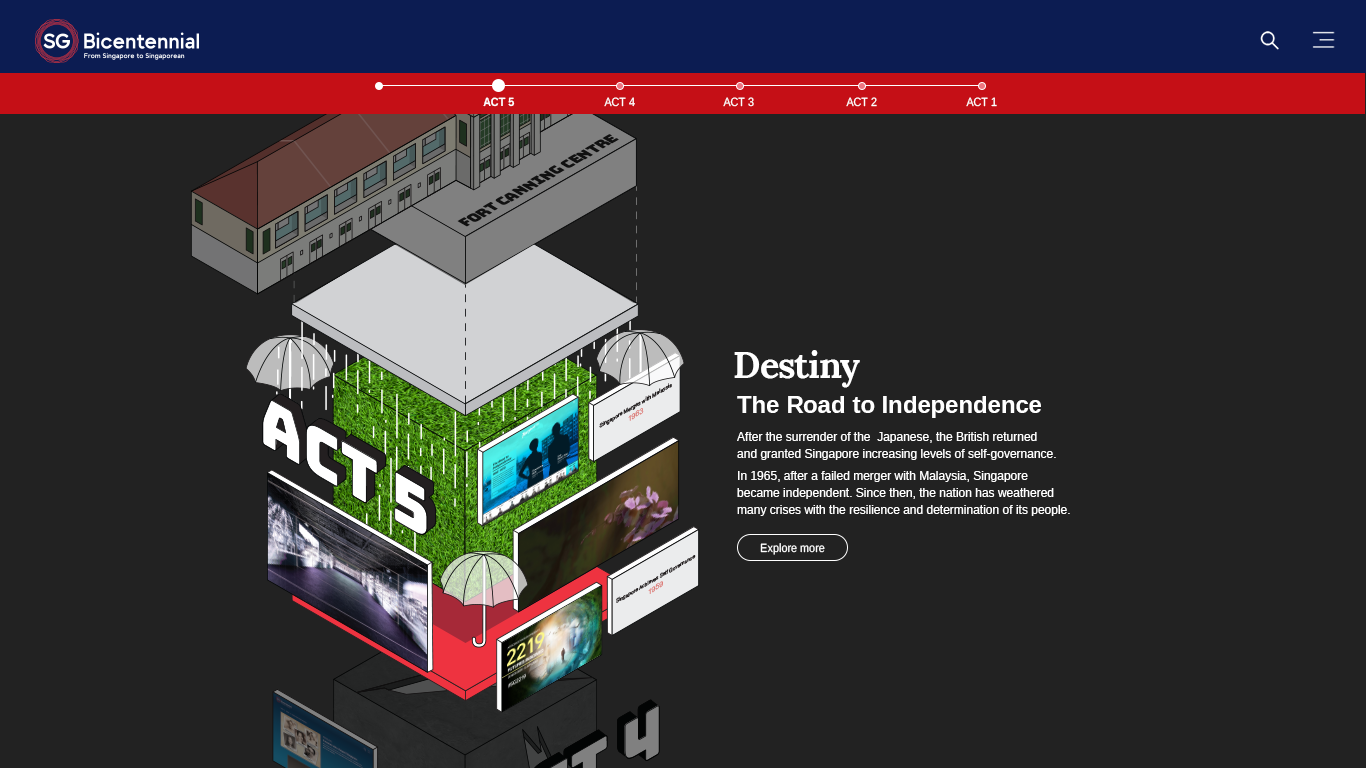 SG Bicentennial
From Singapore to Singaporean
ACT 5
ACT 4
ACT 3
ACT 2
ACT 1
FORT CANNING CENTRE
Singapore Merges with Malaysia
1963
ACT 5
Destiny
The Road to Independence
After the surrender of the Japanese, the British returned
and granted Singapore increasing levels of self-governance.
In 1965, after a failed merger with Malaysia, Singapore
became independent. Since then, the nation has weathered
many crises with the resilience and determination of its people.
Explore more
Singapore Achieves Self Governance
1959
2219
#SG2219
CT 4